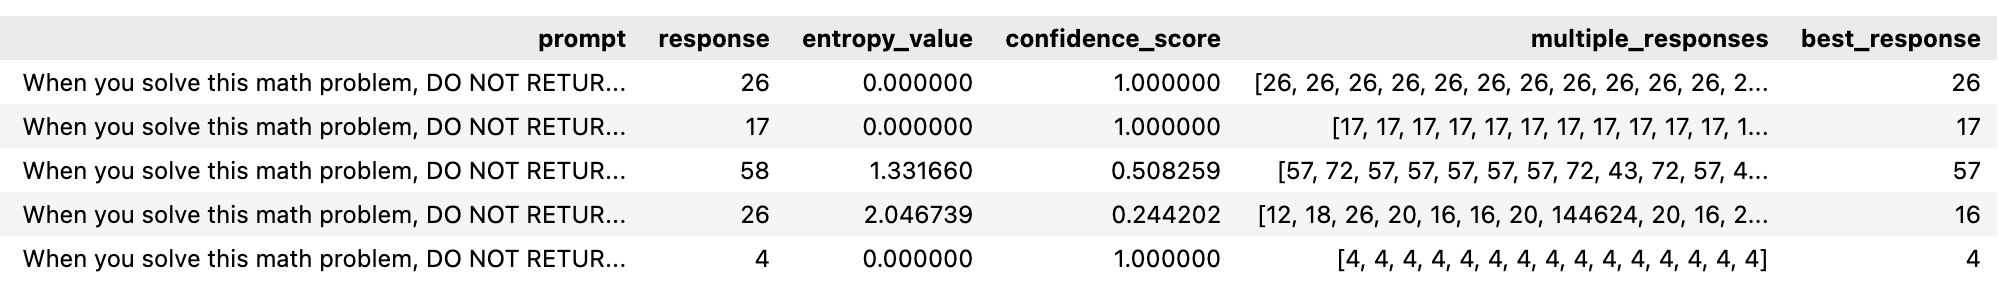 prompt response entropy_value confidence_score multiple_responses best_response
When you solve this math problem, DO NOT RETUR... 26 0.000000 1.000000 [26, 26, 26, 26, 26, 26, 26, 26, 26, 26, 26, 2... 26
When you solve this math problem, DO NOT RETUR... 17 0.000000 1.000000 [17, 17, 17, 17, 17, 17, 17, 17, 17, 17, 17, 1... 17
When you solve this math problem, DO NOT RETUR... 58 1.331660 0.508259 [57, 72, 57, 57, 57, 57, 57, 72, 43, 72, 57, 4... 57
When you solve this math problem, DO NOT RETUR... 26 2.046739 0.244202 [12, 18, 26, 20, 16, 16, 20, 144624, 20, 16, 2... 16
When you solve this math problem, DO NOT RETUR... 4 0.000000 1.000000 [4, 4, 4, 4, 4, 4, 4, 4, 4, 4, 4, 4, 4, 4, 4] 4